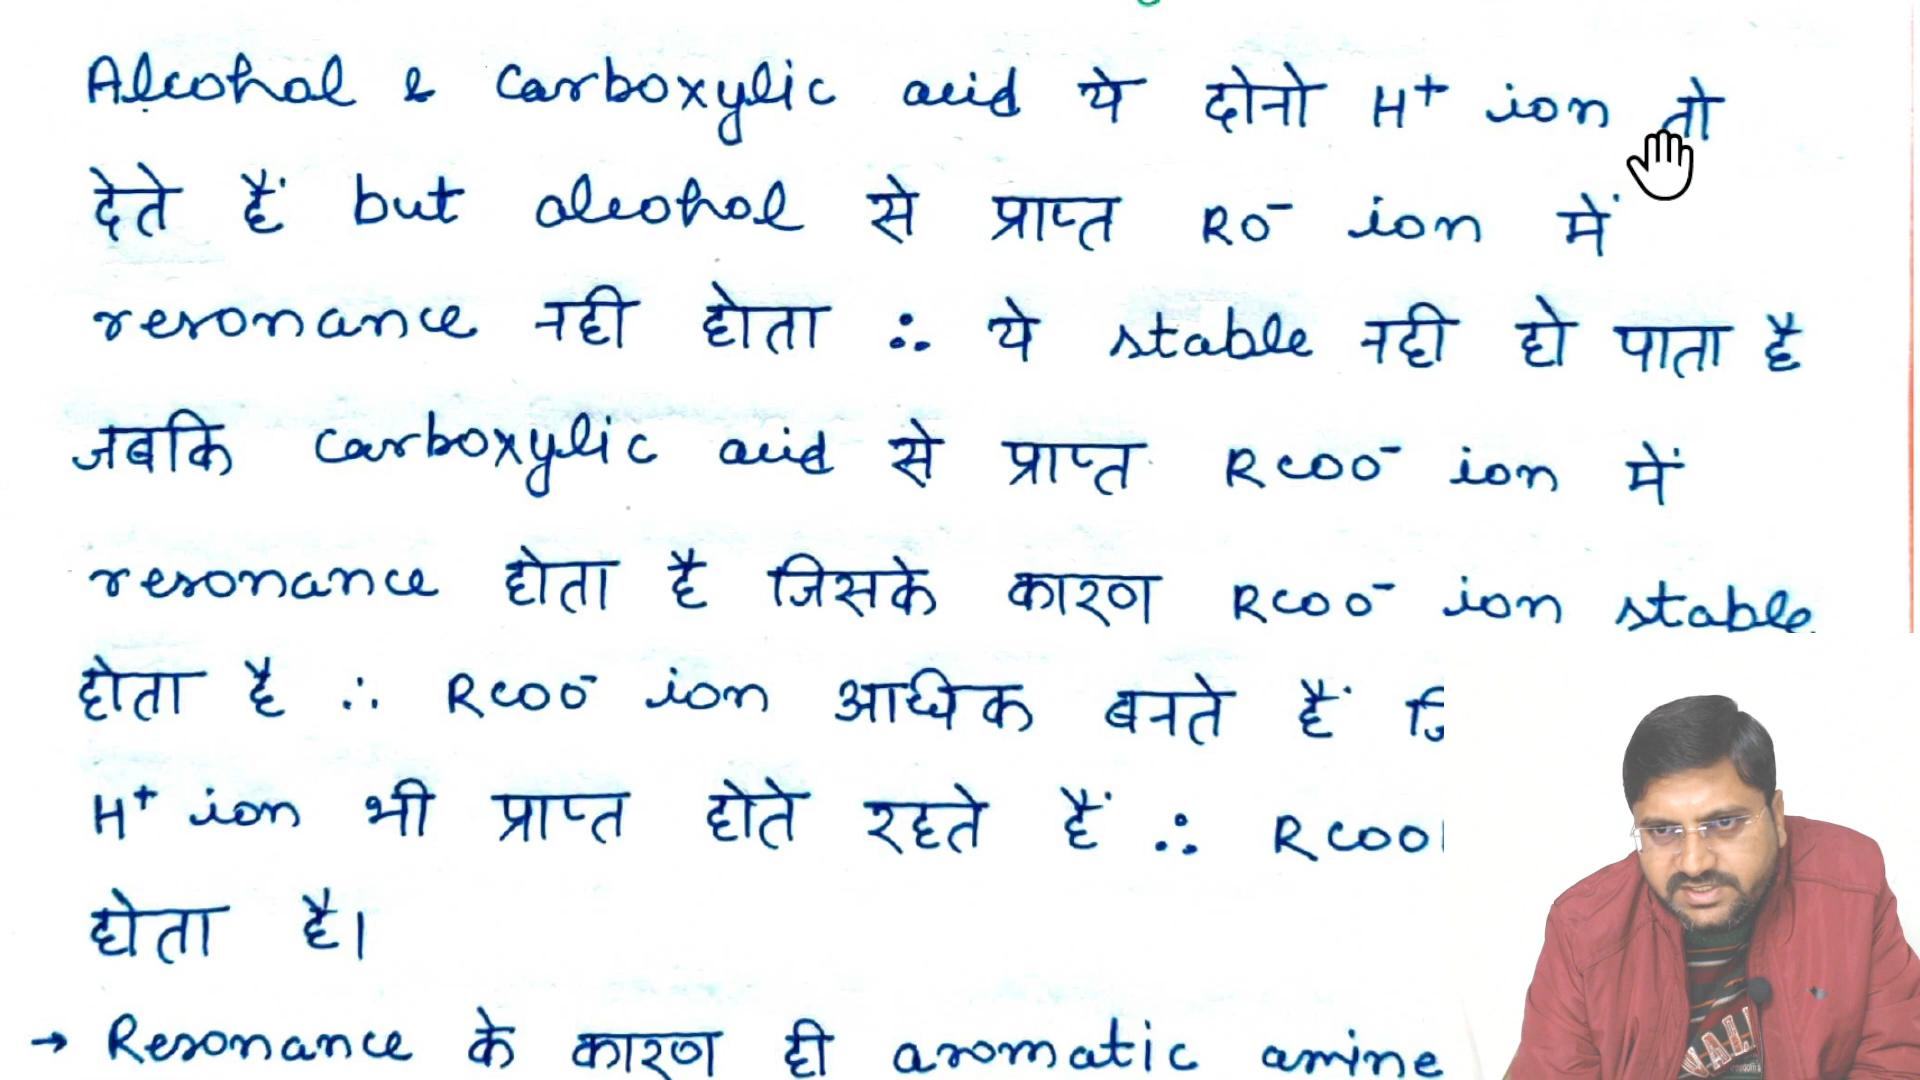 Alcohol & Carboxylic acid ये दोनो H⁺ ion तो
देते हैं but alcohol से प्राप्त RO⁻ ion में
resonance नही होता ∴ ये stable नही हो पाता है
जबकि carboxylic acid से प्राप्त RCOO⁻ ion में
resonance होता है जिसके कारण RCOO⁻ ion stable
होता है ∴ RCOO⁻ ion अधिक बनते हैं
H⁺ ion भी प्राप्त होते रहते हैं ∴
होता है।
→ Resonance के कारण ही aromatic amine